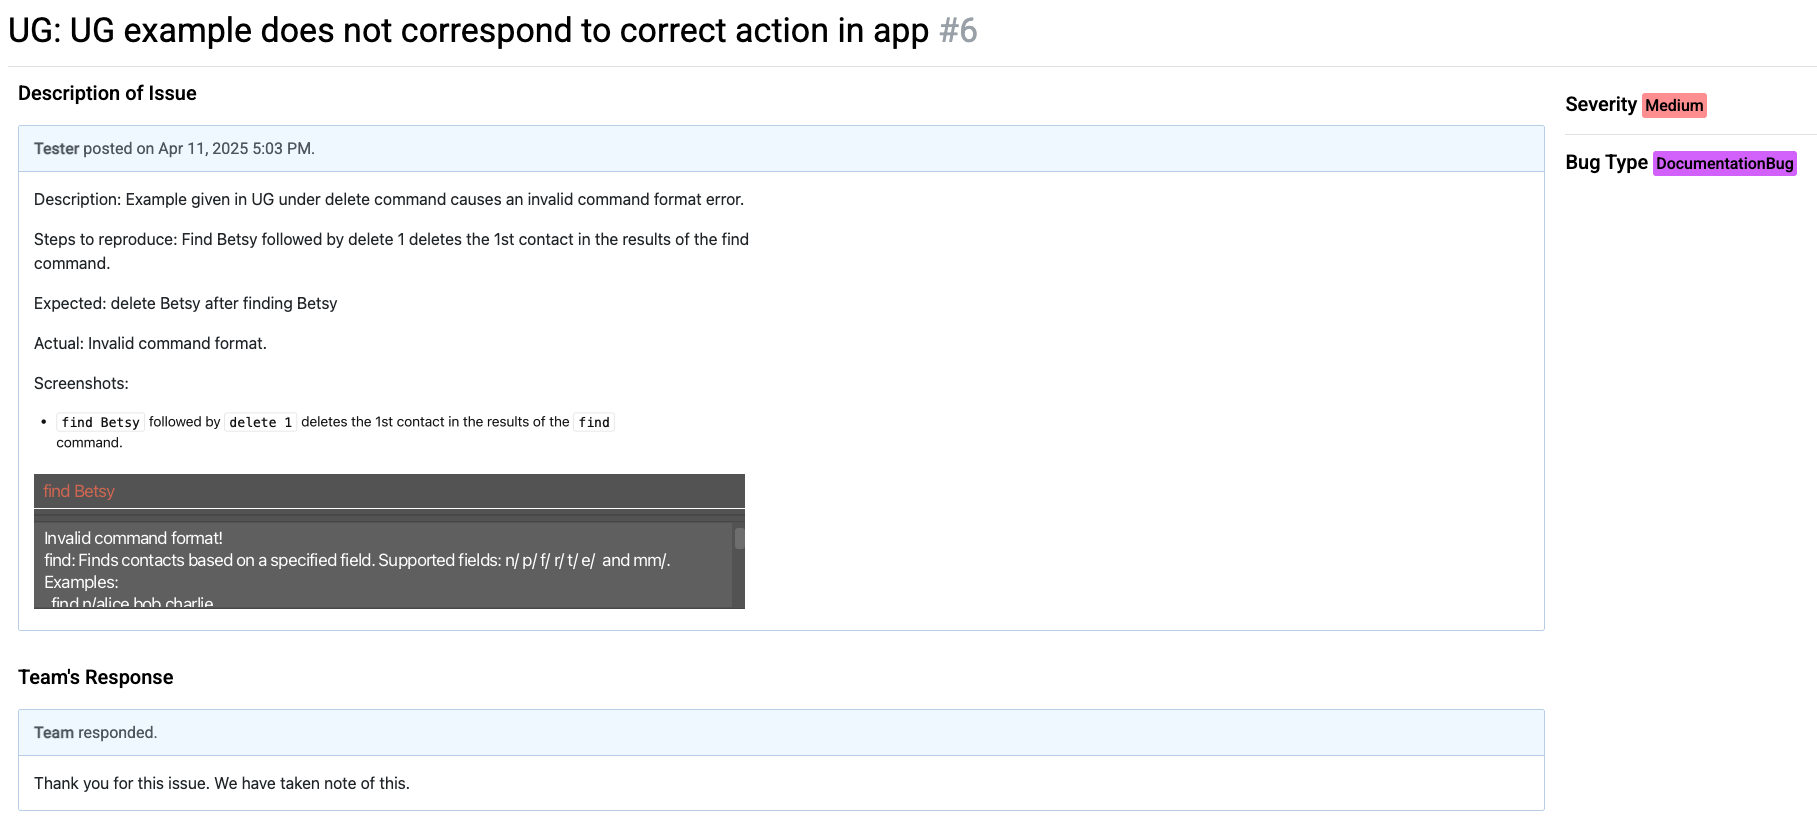 UG: UG example does not correspond to correct action in app #6
Description of Issue
Severity Medium
Tester posted on Apr 11, 2025 5:03 PM.
Bug Type DocumentationBug
Description: Example given in UG under delete command causes an invalid command format error.
Steps to reproduce: Find Betsy followed by delete 1 deletes the 1st contact in the results of the find
command.
Expected: delete Betsy after finding Betsy
Actual: Invalid command format.
Screenshots:
• find Betsy followed by delete 1 deletes the 1st contact in the results of the find
command.
find Betsy
Invalid command format!
find: Finds contacts based on a specified field. Supported fields: n/ p/ f/ r/ t/ e/ and mm/.
Examples:
find n/alice bob charlie
Team's Response
Team responded.
Thank you for this issue. We have taken note of this.